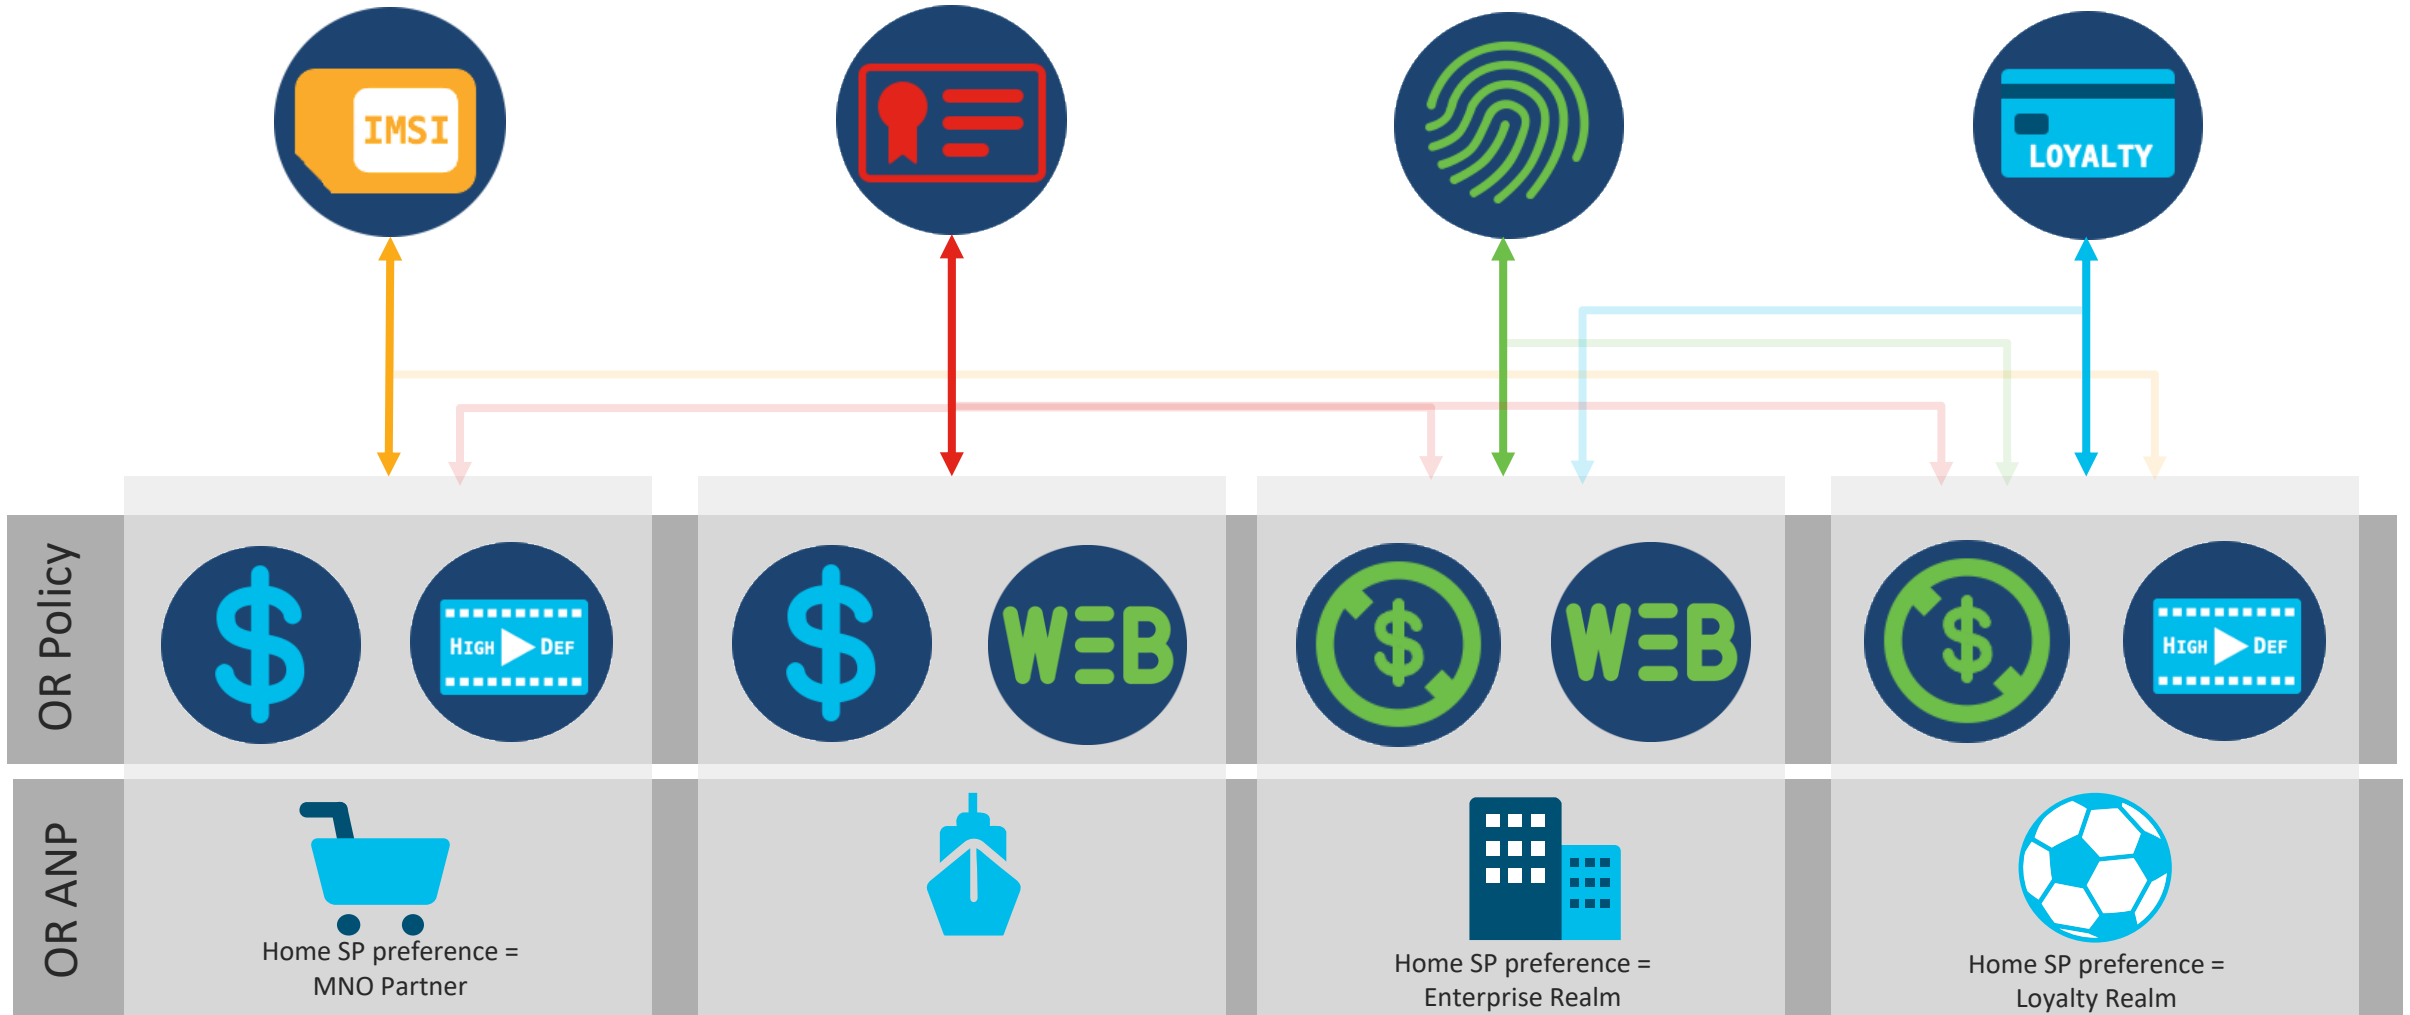 IMSI
LOYALTY
OR Policy
HIGH DEF
WEB
WEB
HIGH DEF
OR ANP
Home SP preference =
MNO Partner
Home SP preference =
Enterprise Realm
Home SP preference =
Loyalty Realm